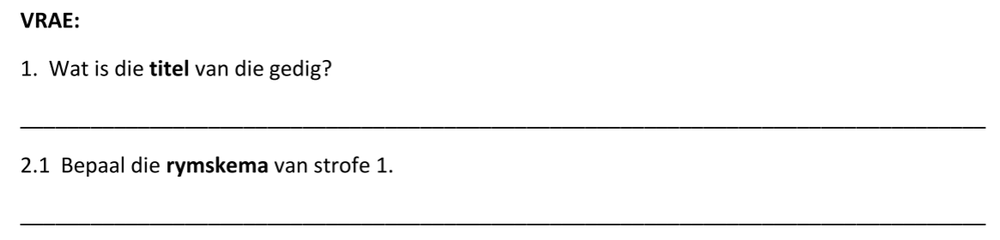 VRAE:
1. Wat is die titel van die gedig?
2.1 Bepaal die rymskema van strofe 1.